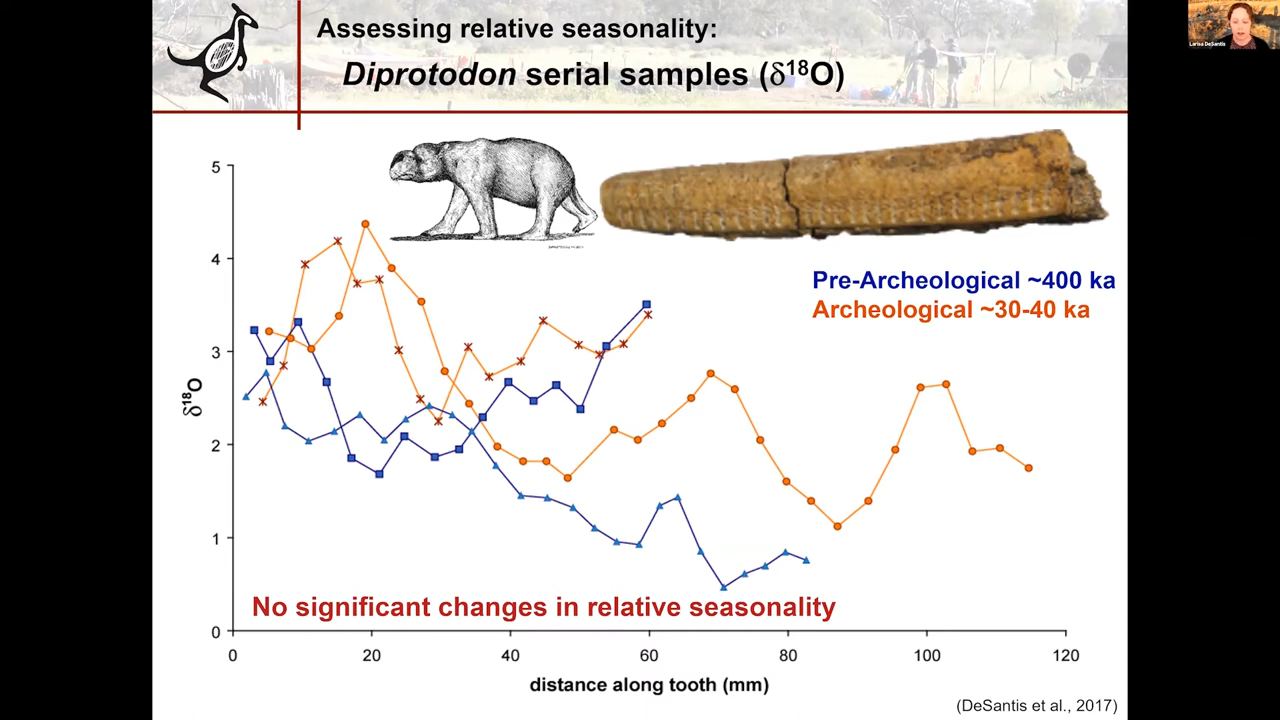 Assessing relative seasonality:
Diprotodon serial samples (δ18O)
Larisa DeSantis
Pre-Archeological ~400 ka
Archeological ~30-40 ka
5
4
3
2
1
0
δ18O
No significant changes in relative seasonality
0 20 40 60 80 100 120
distance along tooth (mm)
(DeSantis et al., 2017)